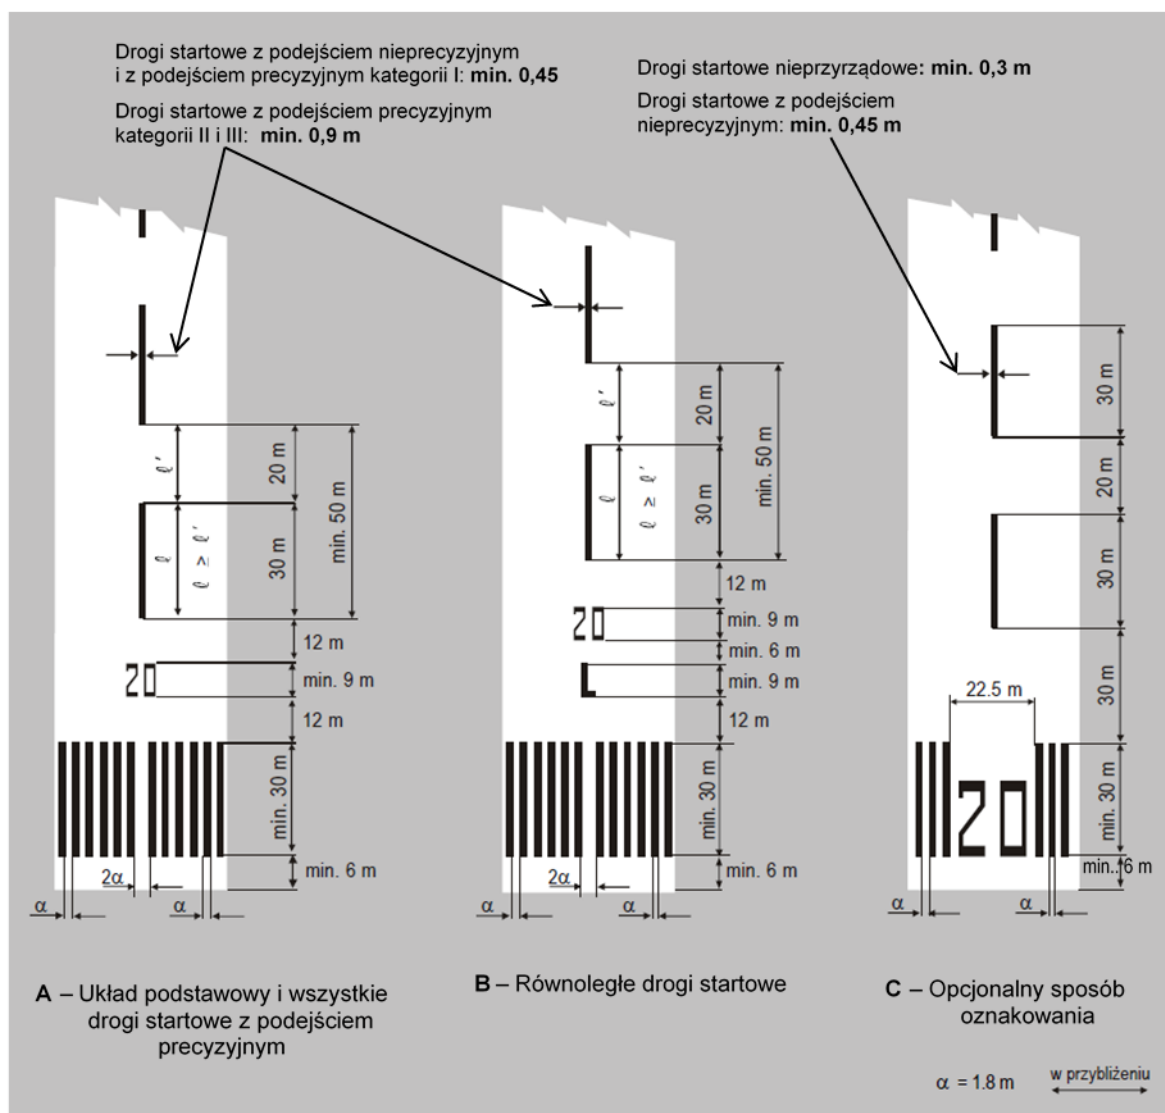 Drogi startowe z podejściem nieprecyzyjnym
i z podejściem precyzyjnym kategorii I: min. 0,45
Drogi startowe z podejściem precyzyjnym
kategorii II i III: min. 0,9 m
Drogi startowe nieprzyrządowe: min. 0,3 m
Drogi startowe z podejściem
nieprecyzyjnym: min. 0,45 m
ℓ′
20 m
min. 50 m
ℓ
ℓ ≥ ℓ′
30 m
12 m
20
min. 9 m
12 m
min. 30 m
min. 6 m
2α
α
α
ℓ′
20 m
min. 50 m
ℓ
ℓ ≥ ℓ′
30 m
12 m
20
min. 9 m
min. 6 m
L
min. 9 m
12 m
min. 30 m
min. 6 m
2α
α
α
30 m
20 m
30 m
30 m
22.5 m
20
min. 30 m
min.. 6 m
α
α
A – Układ podstawowy i wszystkie
drogi startowe z podejściem
precyzyjnym
B – Równoległe drogi startowe
C – Opcjonalny sposób
oznakowania
α = 1.8 m
w przybliżeniu